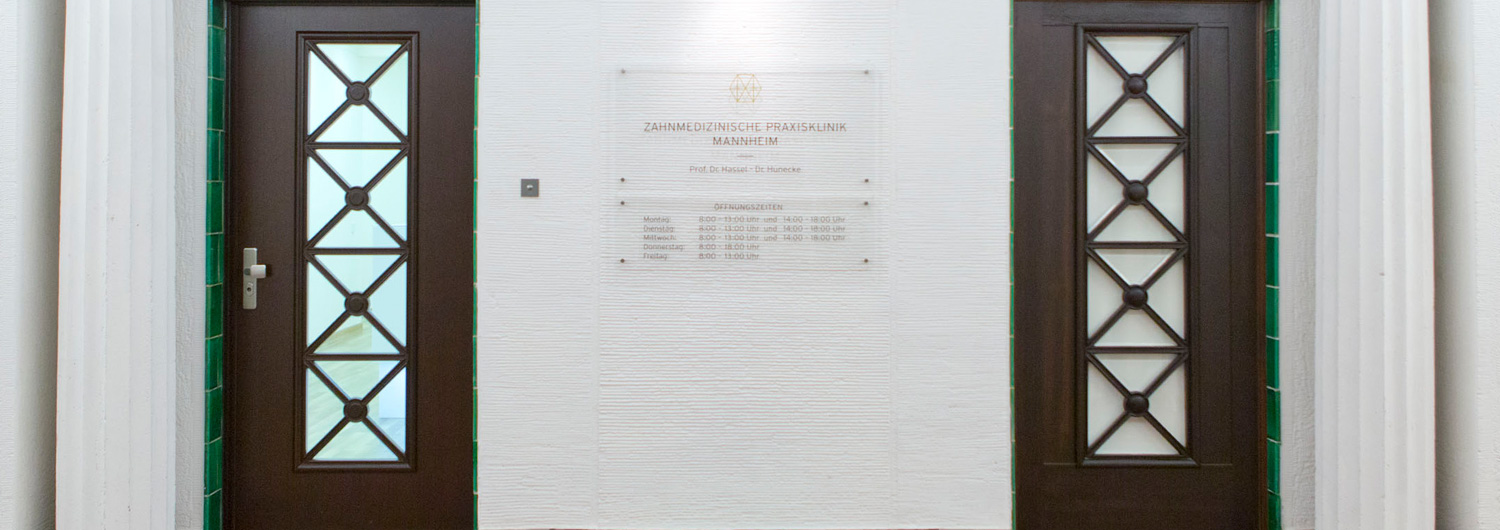 ZAHNMEDIZINISCHE PRAXISKLINIK
MANNHEIM
Prof. Dr. Hassel - Dr. Hunecke
ÖFFNUNGSZEITEN
Montag: 8:00 - 13:00 Uhr und 14:00 - 18:00 Uhr
Dienstag: 8:00 - 13:00 Uhr und 14:00 - 18:00 Uhr
Mittwoch: 8:00 - 13:00 Uhr und 14:00 - 18:00 Uhr
Donnerstag: 8:00 - 18:00 Uhr
Freitag: 8:00 - 13:00 Uhr